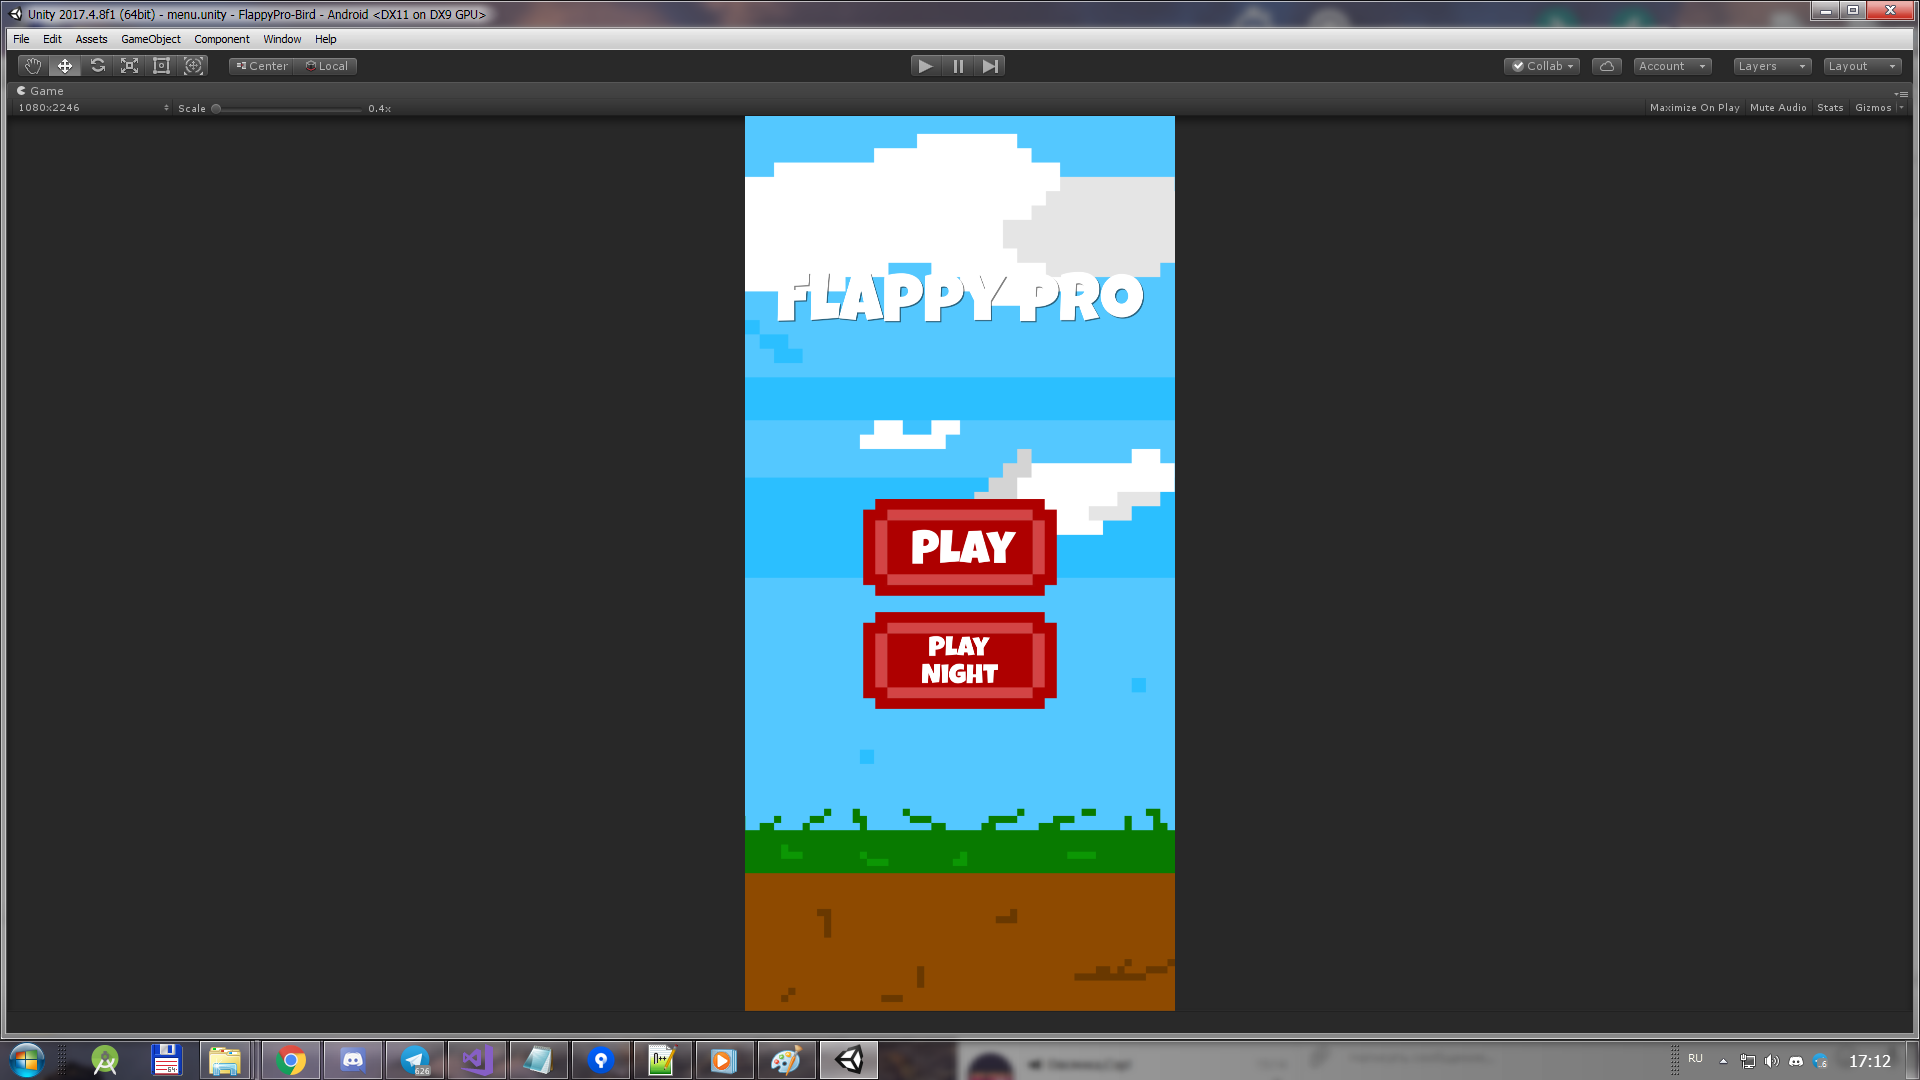 Unity 2017.4.8f1 (64bit) - menu.unity - FlappyPro-Bird - Android <DX11 on DX9 GPU>
File Edit Assets GameObject Component Window Help
Center Local Collab Account Layers Layout
Game
1080x2246 Scale 0.4x Maximize On Play Mute Audio Stats Gizmos
FLAPPY PRO
PLAY
PLAY
NIGHT
64
626
RU
17:12